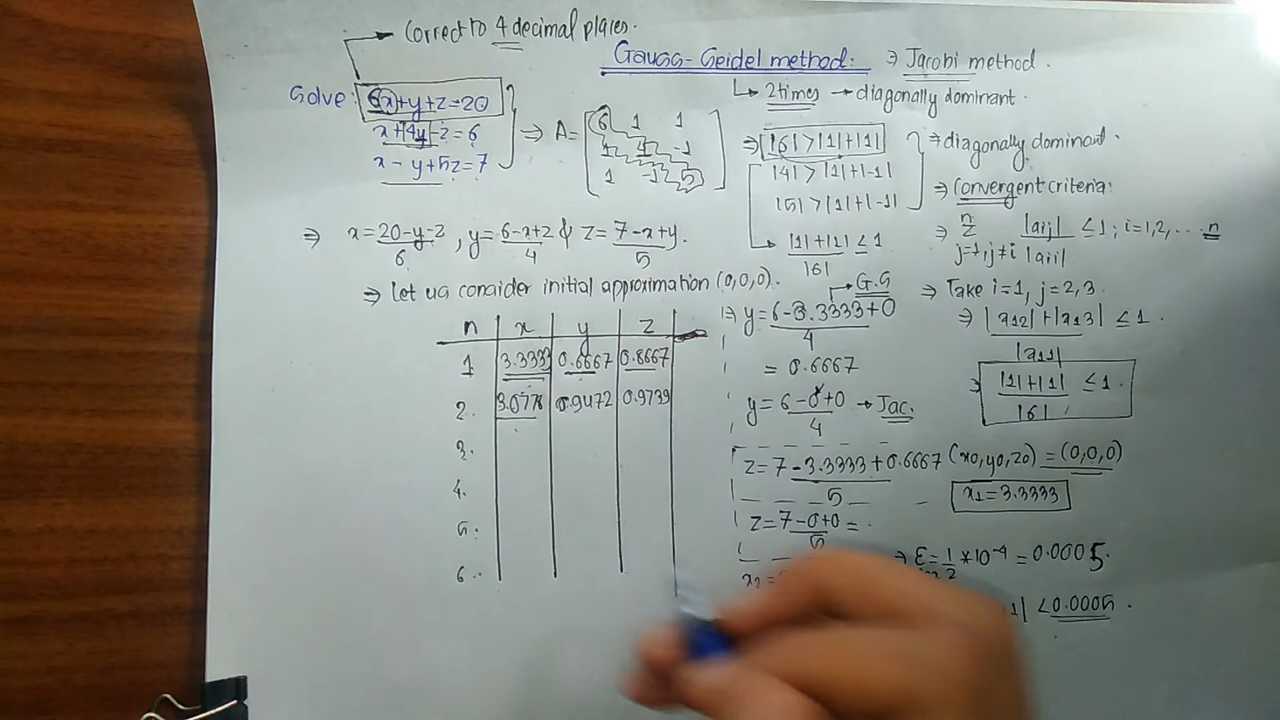 Correct to 4 decimal places.
Gauss-Seidel method. ⇒ Jacobi method.
↳ 2 times → diagonally dominant.
Solve: 6x+y+z=20
x+4y-z=6
x-y+5z=7
⇒ A= [ 6 1 1
1 4 -1
1 -1 5 ]
⇒ |6|>|1|+|1|
|4|>|1|+|-1|
|5|>|1|+|-1|
↳ |1|+|1| / |6| ≤ 1
⇒ diagonally dominant.
⇒ Convergent criteria:
⇒ n Σ j=1, j≠i |aij| / |aii| ≤ 1; i=1,2,...n
⇒ x = 20-y-z / 6, y = 6-x+z / 4 & z = 7-x+y / 5.
⇒ Let us consider initial approximation (0,0,0).
n x y z
1 3.3333 0.6667 0.8667
2. 3.0778 0.9472 0.9739
3.
4.
5.
6.
→ G.S
⇒ y = 6-3.3333+0 / 4
= 0.6667
y = 6-0+0 / 4 → Jac.
z = 7-3.3333+0.6667 / 5
z = 7-0+0 / 5 =
x2=
⇒ Take i=1, j=2,3.
⇒ |a12|+|a13| / |a11| ≤ 1.
⇒ |1|+|1| / |6| ≤ 1.
(x0,y0,z0) = (0,0,0)
x1=3.3333
⇒ ε = 1/2 *10-4 = 0.0005.
1| <0.0005.